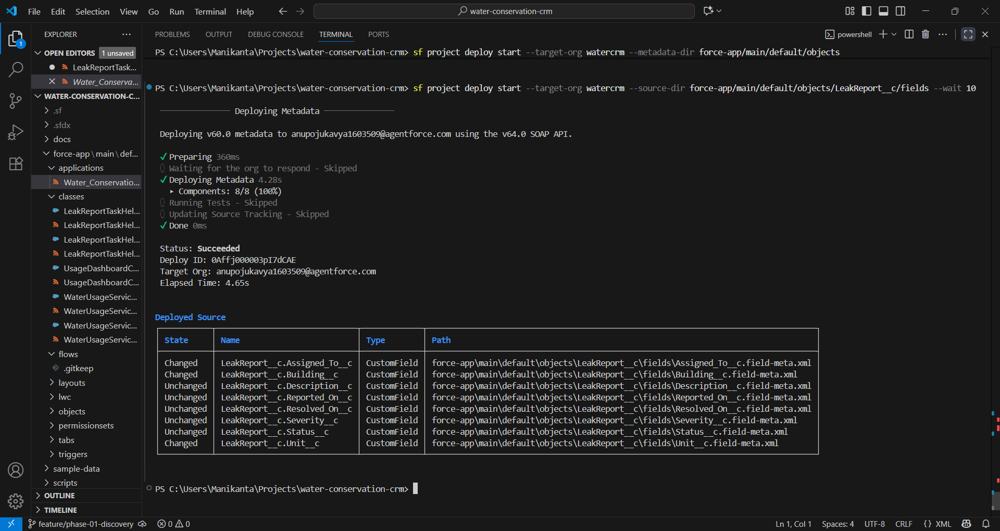 File Edit Selection View Go Run Terminal Help
water-conservation-crm
EXPLORER
OPEN EDITORS 1 unsaved
LeakReportTask...
Water_Conserva...
WATER-CONSERVATION-C...
.sf
.sfdx
docs
force-app\main\def...
applications
Water_Conservatio...
classes
LeakReportTaskHel...
LeakReportTaskHel...
LeakReportTaskHel...
LeakReportTaskHel...
UsageDashboardC...
UsageDashboardC...
WaterUsageServic...
WaterUsageServic...
WaterUsageServic...
WaterUsageServic...
flows
.gitkeep
layouts
lwc
objects
permissionsets
tabs
triggers
sample-data
scripts
OUTLINE
TIMELINE
1
PROBLEMS OUTPUT DEBUG CONSOLE TERMINAL PORTS
powershell
PS C:\Users\Manikanta\Projects\water-conservation-crm> sf project deploy start --target-org watercrm --metadata-dir force-app/main/default/objects
PS C:\Users\Manikanta\Projects\water-conservation-crm> sf project deploy start --target-org watercrm --source-dir force-app/main/default/objects/LeakReport__c/fields --wait 10
Deploying Metadata
Deploying v60.0 metadata to anupojukavya1603509@agentforce.com using the v64.0 SOAP API.
✓ Preparing 360ms
Waiting for the org to respond - Skipped
✓ Deploying Metadata 4.28s
▸ Components: 8/8 (100%)
Running Tests - Skipped
Updating Source Tracking - Skipped
✓ Done 0ms
Status: Succeeded
Deploy ID: 0Affj000003pI7dCAE
Target Org: anupojukavya1603509@agentforce.com
Elapsed Time: 4.65s
Deployed Source
State Name Type Path
Changed LeakReport__c.Assigned_To__c CustomField force-app\main\default\objects\LeakReport__c\fields\Assigned_To__c.field-meta.xml
Changed LeakReport__c.Building__c CustomField force-app\main\default\objects\LeakReport__c\fields\Building__c.field-meta.xml
Unchanged LeakReport__c.Description__c CustomField force-app\main\default\objects\LeakReport__c\fields\Description__c.field-meta.xml
Unchanged LeakReport__c.Reported_On__c CustomField force-app\main\default\objects\LeakReport__c\fields\Reported_On__c.field-meta.xml
Unchanged LeakReport__c.Resolved_On__c CustomField force-app\main\default\objects\LeakReport__c\fields\Resolved_On__c.field-meta.xml
Unchanged LeakReport__c.Severity__c CustomField force-app\main\default\objects\LeakReport__c\fields\Severity__c.field-meta.xml
Unchanged LeakReport__c.Status__c CustomField force-app\main\default\objects\LeakReport__c\fields\Status__c.field-meta.xml
Changed LeakReport__c.Unit__c CustomField force-app\main\default\objects\LeakReport__c\fields\Unit__c.field-meta.xml
PS C:\Users\Manikanta\Projects\water-conservation-crm>
feature/phase-01-discovery 0 0 Ln 1, Col 1 Spaces: 4 UTF-8 CRLF {} XML